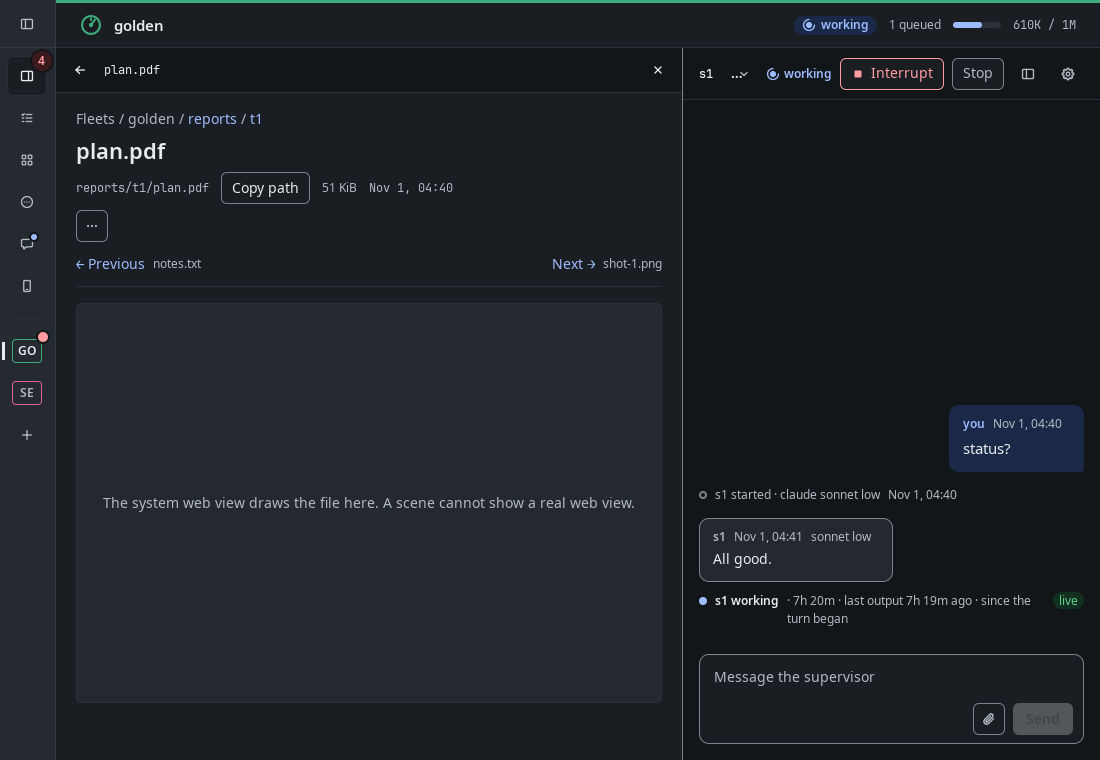 golden
working
1 queued
610K / 1M
4
GO
SE
plan.pdf
Fleets / golden / reports / t1
plan.pdf
reports/t1/plan.pdf
Copy path
51 KiB
Nov 1, 04:40
...
← Previous notes.txt
Next → shot-1.png
The system web view draws the file here. A scene cannot show a real web view.
s1
...
working
Interrupt
Stop
you Nov 1, 04:40
status?
s1 started · claude sonnet low Nov 1, 04:40
s1 Nov 1, 04:41 sonnet low
All good.
s1 working · 7h 20m · last output 7h 19m ago · since the
turn began
live
Message the supervisor
Send